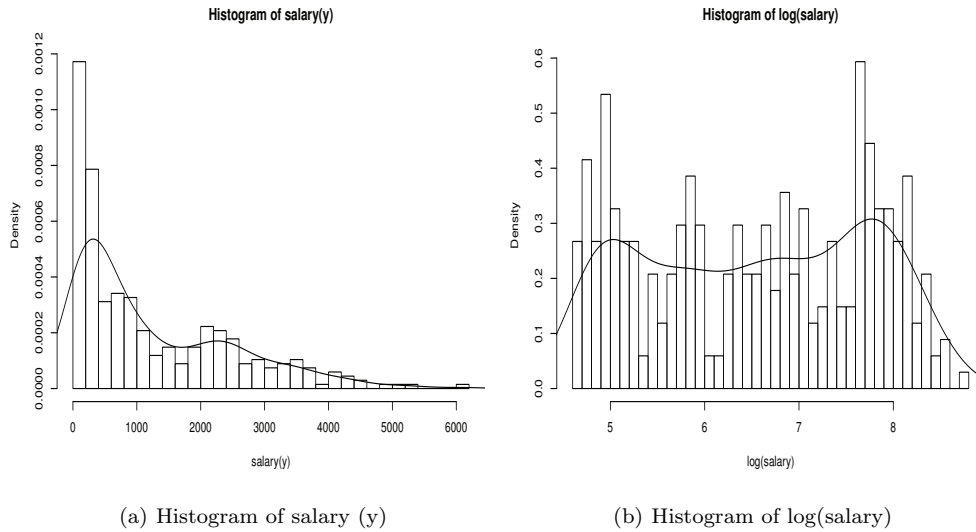 Histogram of salary(y)
Density
0.0000 0.0002 0.0004 0.0006 0.0008 0.0010 0.0012
0 1000 2000 3000 4000 5000 6000
salary(y)
(a) Histogram of salary (y)
Histogram of log(salary)
Density
0.0 0.1 0.2 0.3 0.4 0.5 0.6
5 6 7 8
log(salary)
(b) Histogram of log(salary)